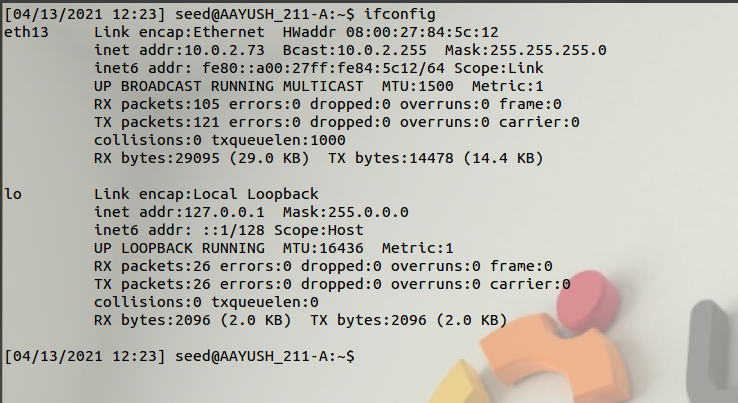 [04/13/2021 12:23] seed@AAYUSH_211-A:~$ ifconfig
eth13     Link encap:Ethernet  HWaddr 08:00:27:84:5c:12
          inet addr:10.0.2.73  Bcast:10.0.2.255  Mask:255.255.255.0
          inet6 addr: fe80::a00:27ff:fe84:5c12/64 Scope:Link
          UP BROADCAST RUNNING MULTICAST  MTU:1500  Metric:1
          RX packets:105 errors:0 dropped:0 overruns:0 frame:0
          TX packets:121 errors:0 dropped:0 overruns:0 carrier:0
          collisions:0 txqueuelen:1000
          RX bytes:29095 (29.0 KB)  TX bytes:14478 (14.4 KB)

lo        Link encap:Local Loopback
          inet addr:127.0.0.1  Mask:255.0.0.0
          inet6 addr: ::1/128 Scope:Host
          UP LOOPBACK RUNNING  MTU:16436  Metric:1
          RX packets:26 errors:0 dropped:0 overruns:0 frame:0
          TX packets:26 errors:0 dropped:0 overruns:0 carrier:0
          collisions:0 txqueuelen:0
          RX bytes:2096 (2.0 KB)  TX bytes:2096 (2.0 KB)

[04/13/2021 12:23] seed@AAYUSH_211-A:~$